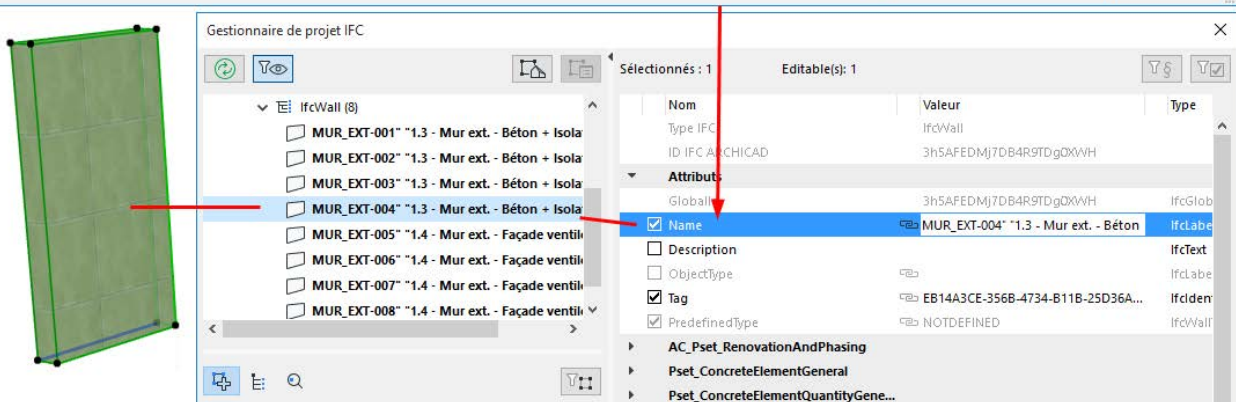 Gestionnaire de projet IFC
Sélectionnés : 1 Editable(s): 1
IfcWall (8)
MUR_EXT-001" "1.3 - Mur ext. - Béton + Isola
MUR_EXT-002" "1.3 - Mur ext. - Béton + Isola
MUR_EXT-003" "1.3 - Mur ext. - Béton + Isola
MUR_EXT-004" "1.3 - Mur ext. - Béton + Isola
MUR_EXT-005" "1.4 - Mur ext. - Façade ventil
MUR_EXT-006" "1.4 - Mur ext. - Façade ventil
MUR_EXT-007" "1.4 - Mur ext. - Façade ventil
MUR_EXT-008" "1.4 - Mur ext. - Façade ventil
Nom Valeur Type
Type IFC IfcWall
ID IFC ARCHICAD 3h5AFEDMj7DB4R9TDg0XWH
Attributs
GlobalI 3h5AFEDMj7DB4R9TDg0XWH IfcGlob
Name MUR_EXT-004" "1.3 - Mur ext. - Béton IfcLabe
Description IfcText
ObjectType IfcLabe
Tag EB14A3CE-356B-4734-B11B-25D36A... IfcIden
PredefinedType NOTDEFINED IfcWall
AC_Pset_RenovationAndPhasing
Pset_ConcreteElementGeneral
Pset_ConcreteElementQuantityGene...